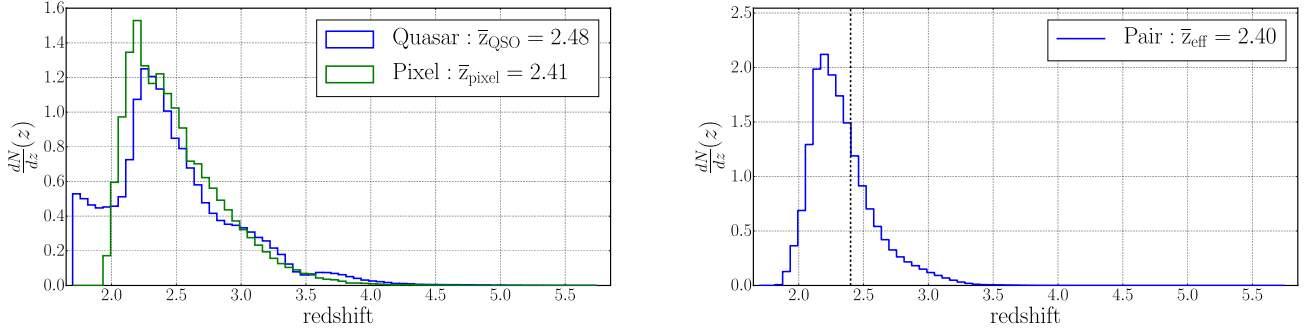 1.6
1.4
1.2
1.0
0.8
0.6
0.4
0.2
0.0
dN/dz (z)
Quasar : z̅_QSO = 2.48
Pixel : z̅_pixel = 2.41
2.0 2.5 3.0 3.5 4.0 4.5 5.0 5.5
redshift
2.5
2.0
1.5
1.0
0.5
0.0
dN/dz (z)
Pair : z̅_eff = 2.40
2.0 2.5 3.0 3.5 4.0 4.5 5.0 5.5
redshift